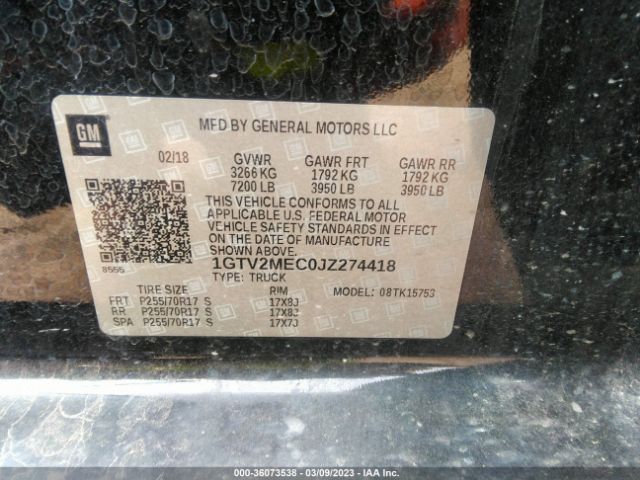 GM
MFD BY GENERAL MOTORS LLC
02/18 GVWR GAWR FRT GAWR RR
3266 KG 1792 KG 1792 KG
7200 LB 3950 LB 3950 LB
THIS VEHICLE CONFORMS TO ALL
APPLICABLE U.S. FEDERAL MOTOR
VEHICLE SAFETY STANDARDS IN EFFECT
ON THE DATE OF MANUFACTURE
SHOWN ABOVE.
8555
1GTV2MEC0JZ274418
TYPE: TRUCK
TIRE SIZE RIM MODEL: 08TK15753
FRT P255/70R17 S 17X8J
RR P255/70R17 S 17X8J
SPA P255/70R17 S 17X7J
000-36073538 - 03/09/2023 - IAA Inc.